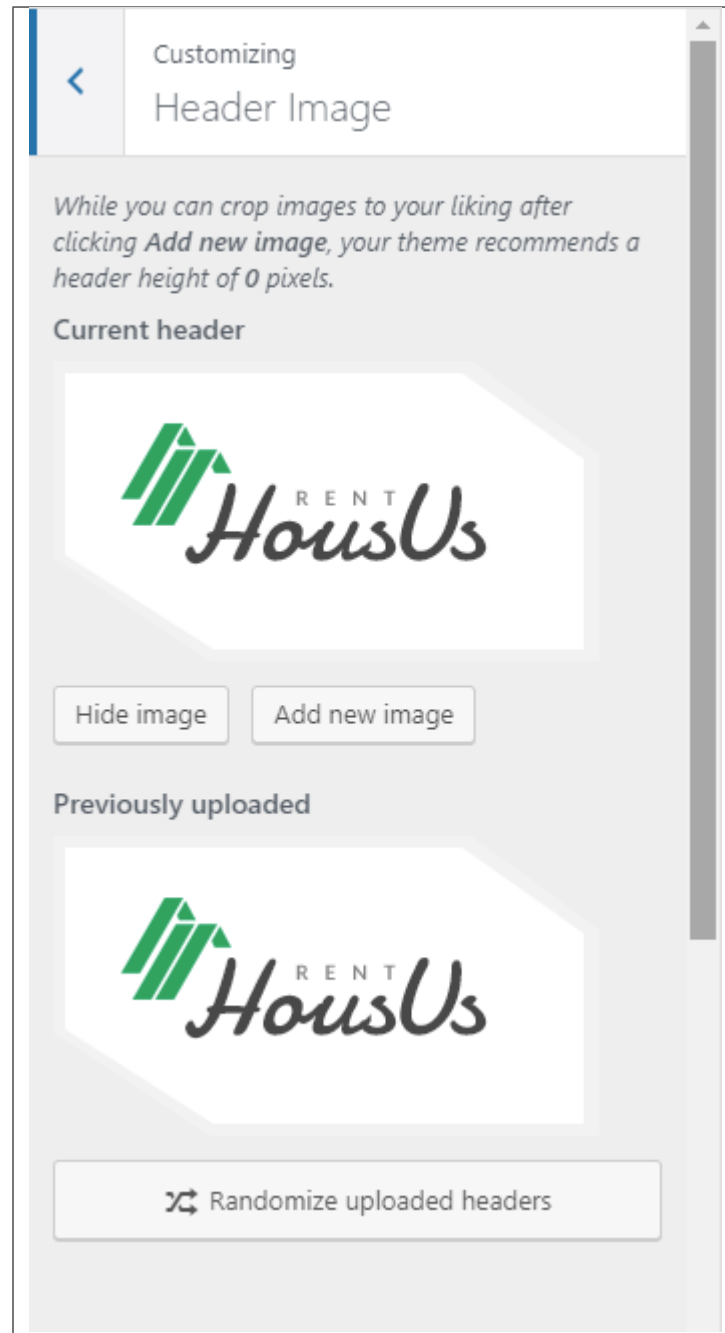 Customizing
Header Image
While you can crop images to your liking after
clicking Add new image, your theme recommends a
header height of 0 pixels.
Current header
RENT
HousUs
Hide image
Add new image
Previously uploaded
RENT
HousUs
Randomize uploaded headers